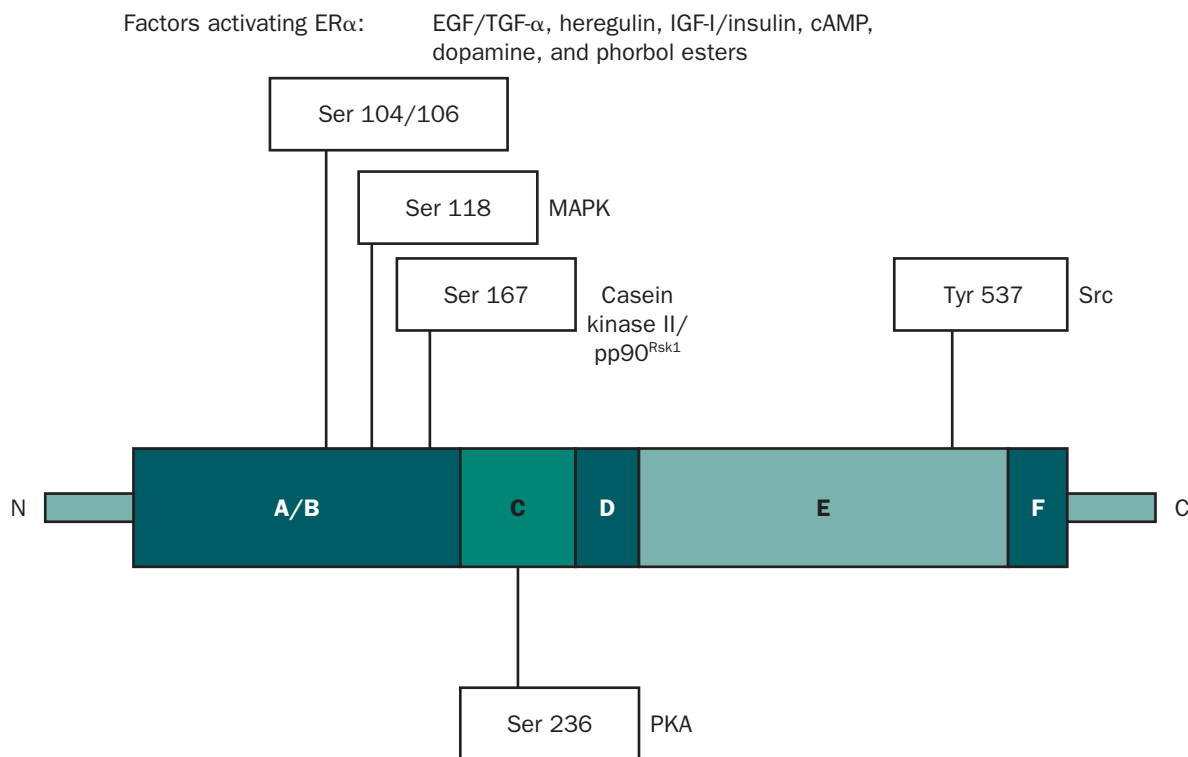 Factors activating ERα: EGF/TGF-α, heregulin, IGF-I/insulin, cAMP,
dopamine, and phorbol esters
Ser 104/106
Ser 118 MAPK
Ser 167 Casein
kinase II/
pp90Rsk1
Tyr 537 Src
N A/B C D E F C
Ser 236 PKA